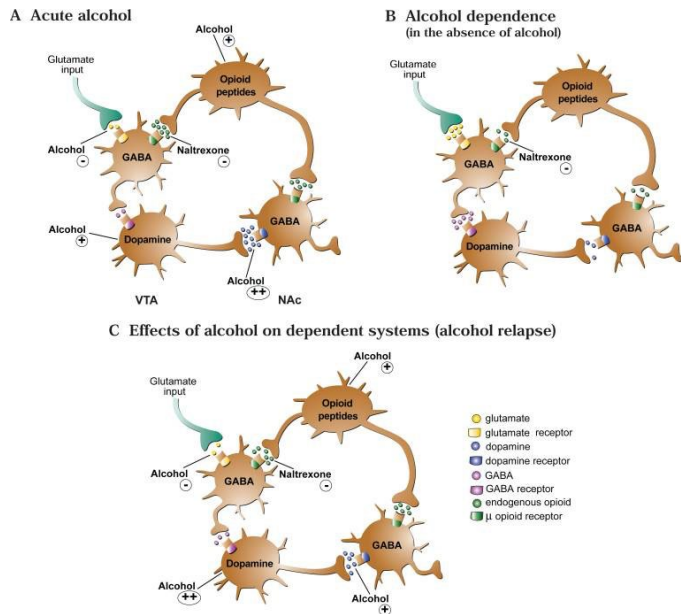 A Acute alcohol
Alcohol
+
Glutamate
input
Opioid
peptides
Alcohol
-
GABA
Naltrexone
-
GABA
Alcohol
+
Dopamine
Alcohol
++
VTA
NAc
B Alcohol dependence
(in the absence of alcohol)
Glutamate
input
Opioid
peptides
GABA
Naltrexone
-
GABA
Dopamine
C Effects of alcohol on dependent systems (alcohol relapse)
Alcohol
+
Glutamate
input
Opioid
peptides
Alcohol
-
GABA
Naltrexone
-
GABA
Alcohol
++
Dopamine
Alcohol
+
glutamate
glutamate receptor
dopamine
dopamine receptor
GABA
GABA receptor
endogenous opioid
µ opioid receptor